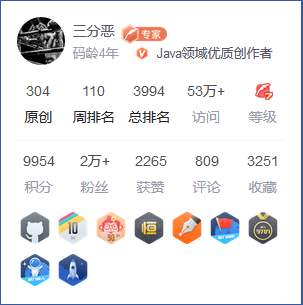 三分恶 专家
码龄4年 Java领域优质创作者
304 110 3994 53万+
原创 周排名 总排名 访问 等级
9954 2万+ 2265 809 3251
积分 粉丝 获赞 评论 收藏
10